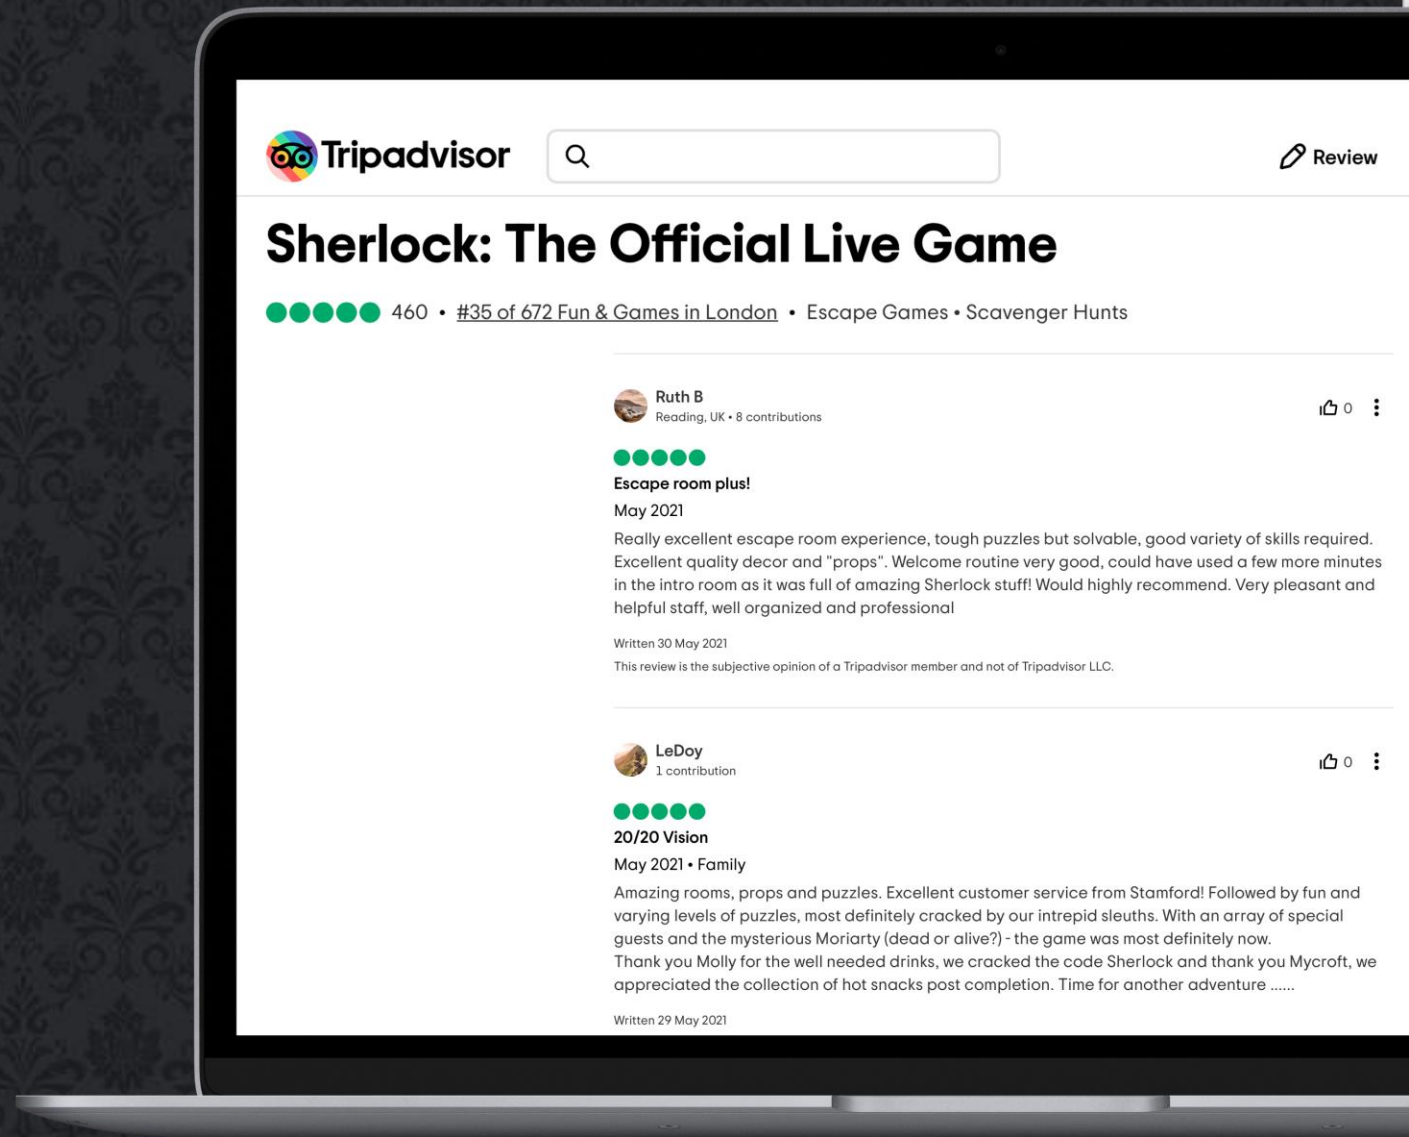 Tripadvisor
Review
Sherlock: The Official Live Game
460 • #35 of 672 Fun & Games in London • Escape Games • Scavenger Hunts
Ruth B
Reading, UK • 8 contributions
0
Escape room plus!
May 2021
Really excellent escape room experience, tough puzzles but solvable, good variety of skills required.
Excellent quality decor and "props". Welcome routine very good, could have used a few more minutes
in the intro room as it was full of amazing Sherlock stuff! Would highly recommend. Very pleasant and
helpful staff, well organized and professional
Written 30 May 2021
This review is the subjective opinion of a Tripadvisor member and not of Tripadvisor LLC.
LeDoy
1 contribution
0
20/20 Vision
May 2021 • Family
Amazing rooms, props and puzzles. Excellent customer service from Stamford! Followed by fun and
varying levels of puzzles, most definitely cracked by our intrepid sleuths. With an array of special
guests and the mysterious Moriarty (dead or alive?) - the game was most definitely now.
Thank you Molly for the well needed drinks, we cracked the code Sherlock and thank you Mycroft, we
appreciated the collection of hot snacks post completion. Time for another adventure ......
Written 29 May 2021